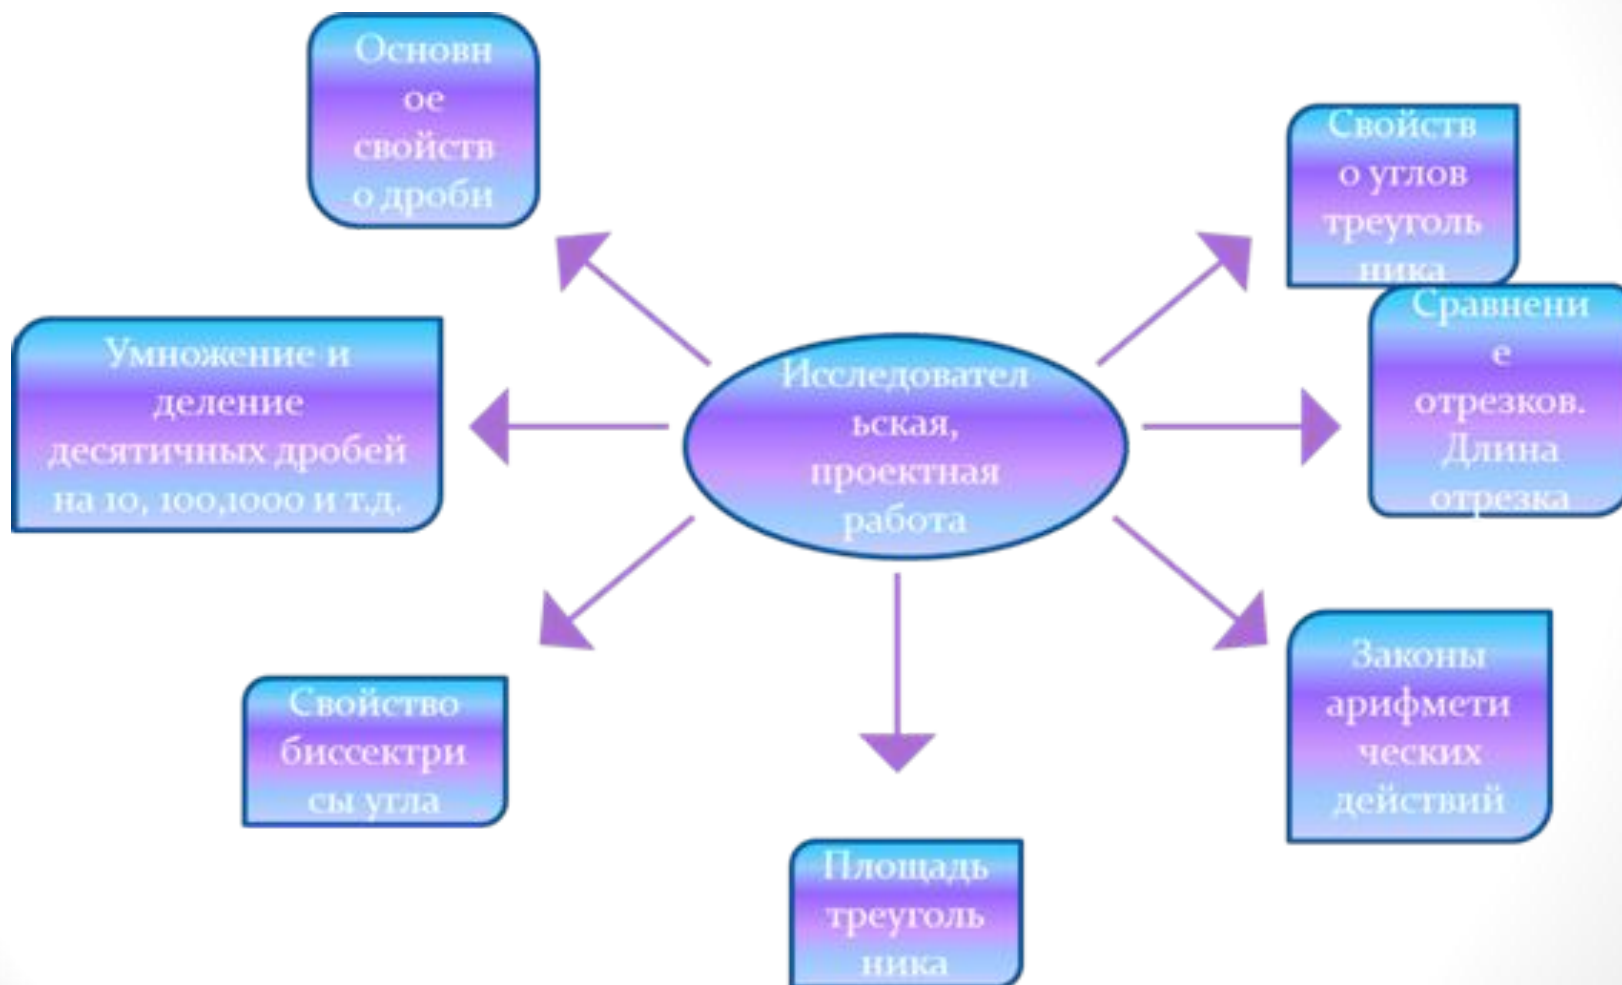 Основн
ое
свойств
о дроби
Свойств
о углов
треуголь
ника
Сравнени
е
отрезков.
Длина
отрезка
Умножение и
деление
десятичных дробей
на 10, 100,1000 и т.д.
Исследовател
ьская,
проектная
работа
Свойство
биссектри
сы угла
Законы
арифмети
ческих
действий
Площадь
треуголь
ника